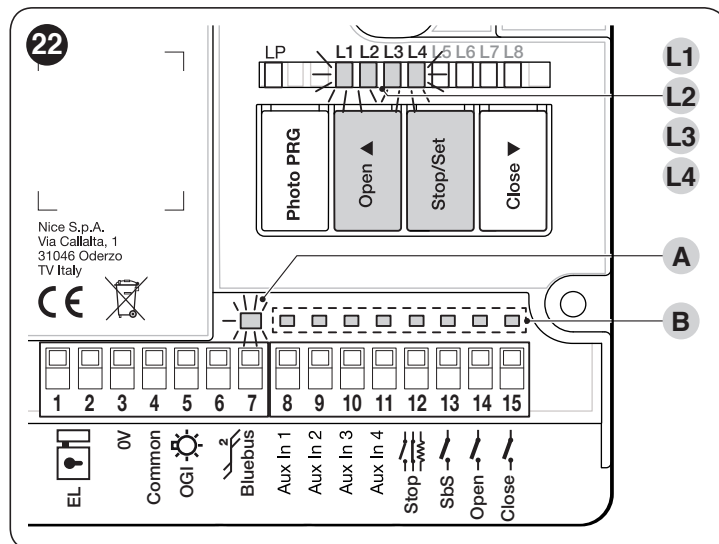 22
LP L1 L2 L3 L4 L5 L6 L7 L8
L1
L2
L3
L4
Photo PRG
Open ▲
Stop/Set
Close ▼
Nice S.p.A.
Via Callalta, 1
31046 Oderzo
TV Italy
CE
A
B
1 2 3 4 5 6 7 8 9 10 11 12 13 14 15
EL
0V
Common
OGI
2
Bluebus
Aux In 1
Aux In 2
Aux In 3
Aux In 4
Stop
SbS
Open
Close